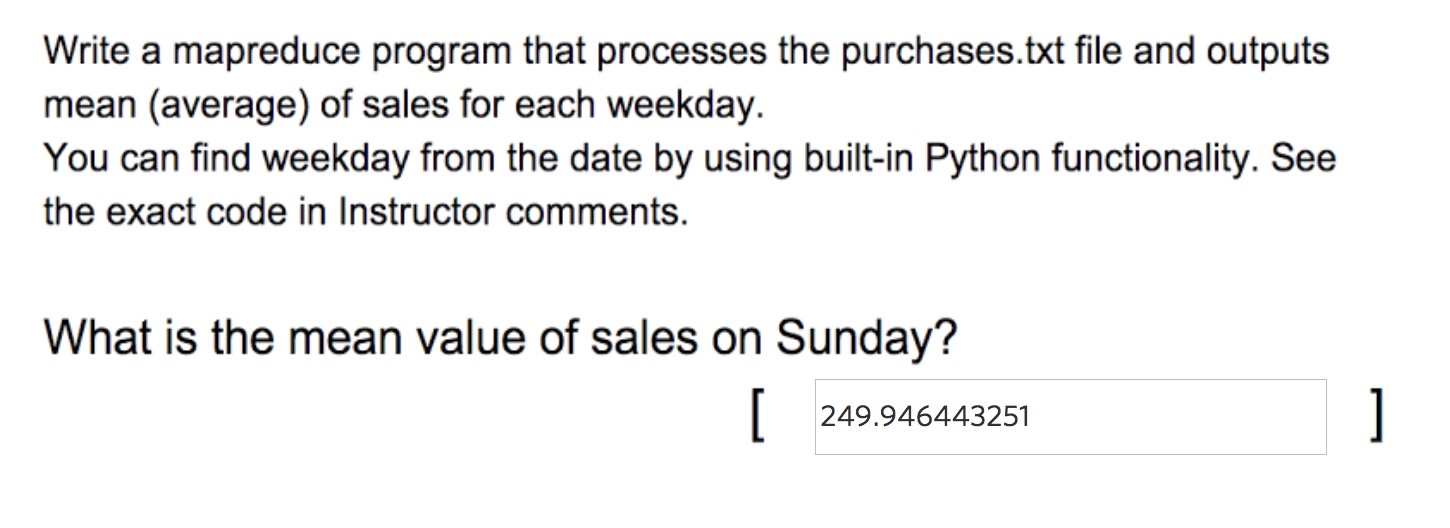 Write a mapreduce program that processes the purchases.txt file and outputs
mean (average) of sales for each weekday.
You can find weekday from the date by using built-in Python functionality. See
the exact code in Instructor comments.
What is the mean value of sales on Sunday?
[ 249.946443251 ]